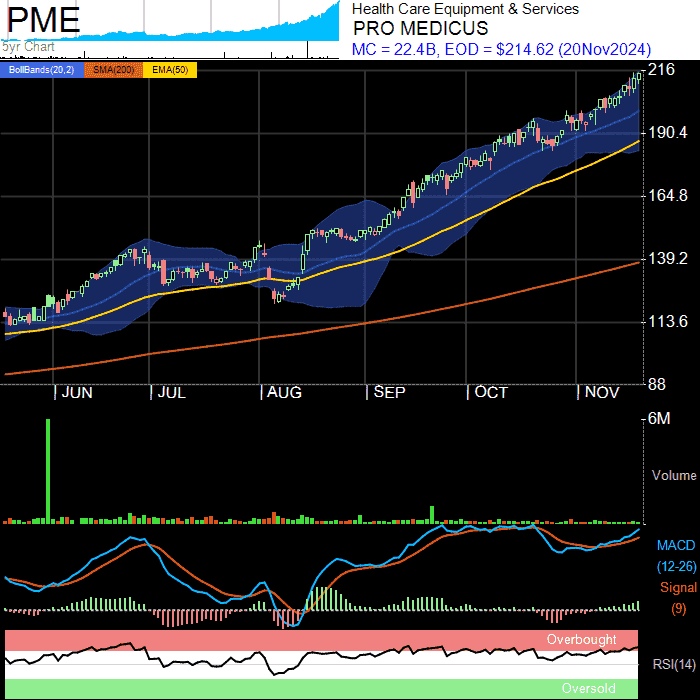 PME
5yr Chart
Health Care Equipment & Services
PRO MEDICUS
MC = 22.4B, EOD = $214.62 (20Nov2024)
BollBands(20,2) SMA(200) EMA(50)
216
190.4
164.8
139.2
113.6
88
JUN JUL AUG SEP OCT NOV
6M
Volume
MACD
(12-26)
Signal
(9)
Overbought
RSI(14)
Oversold